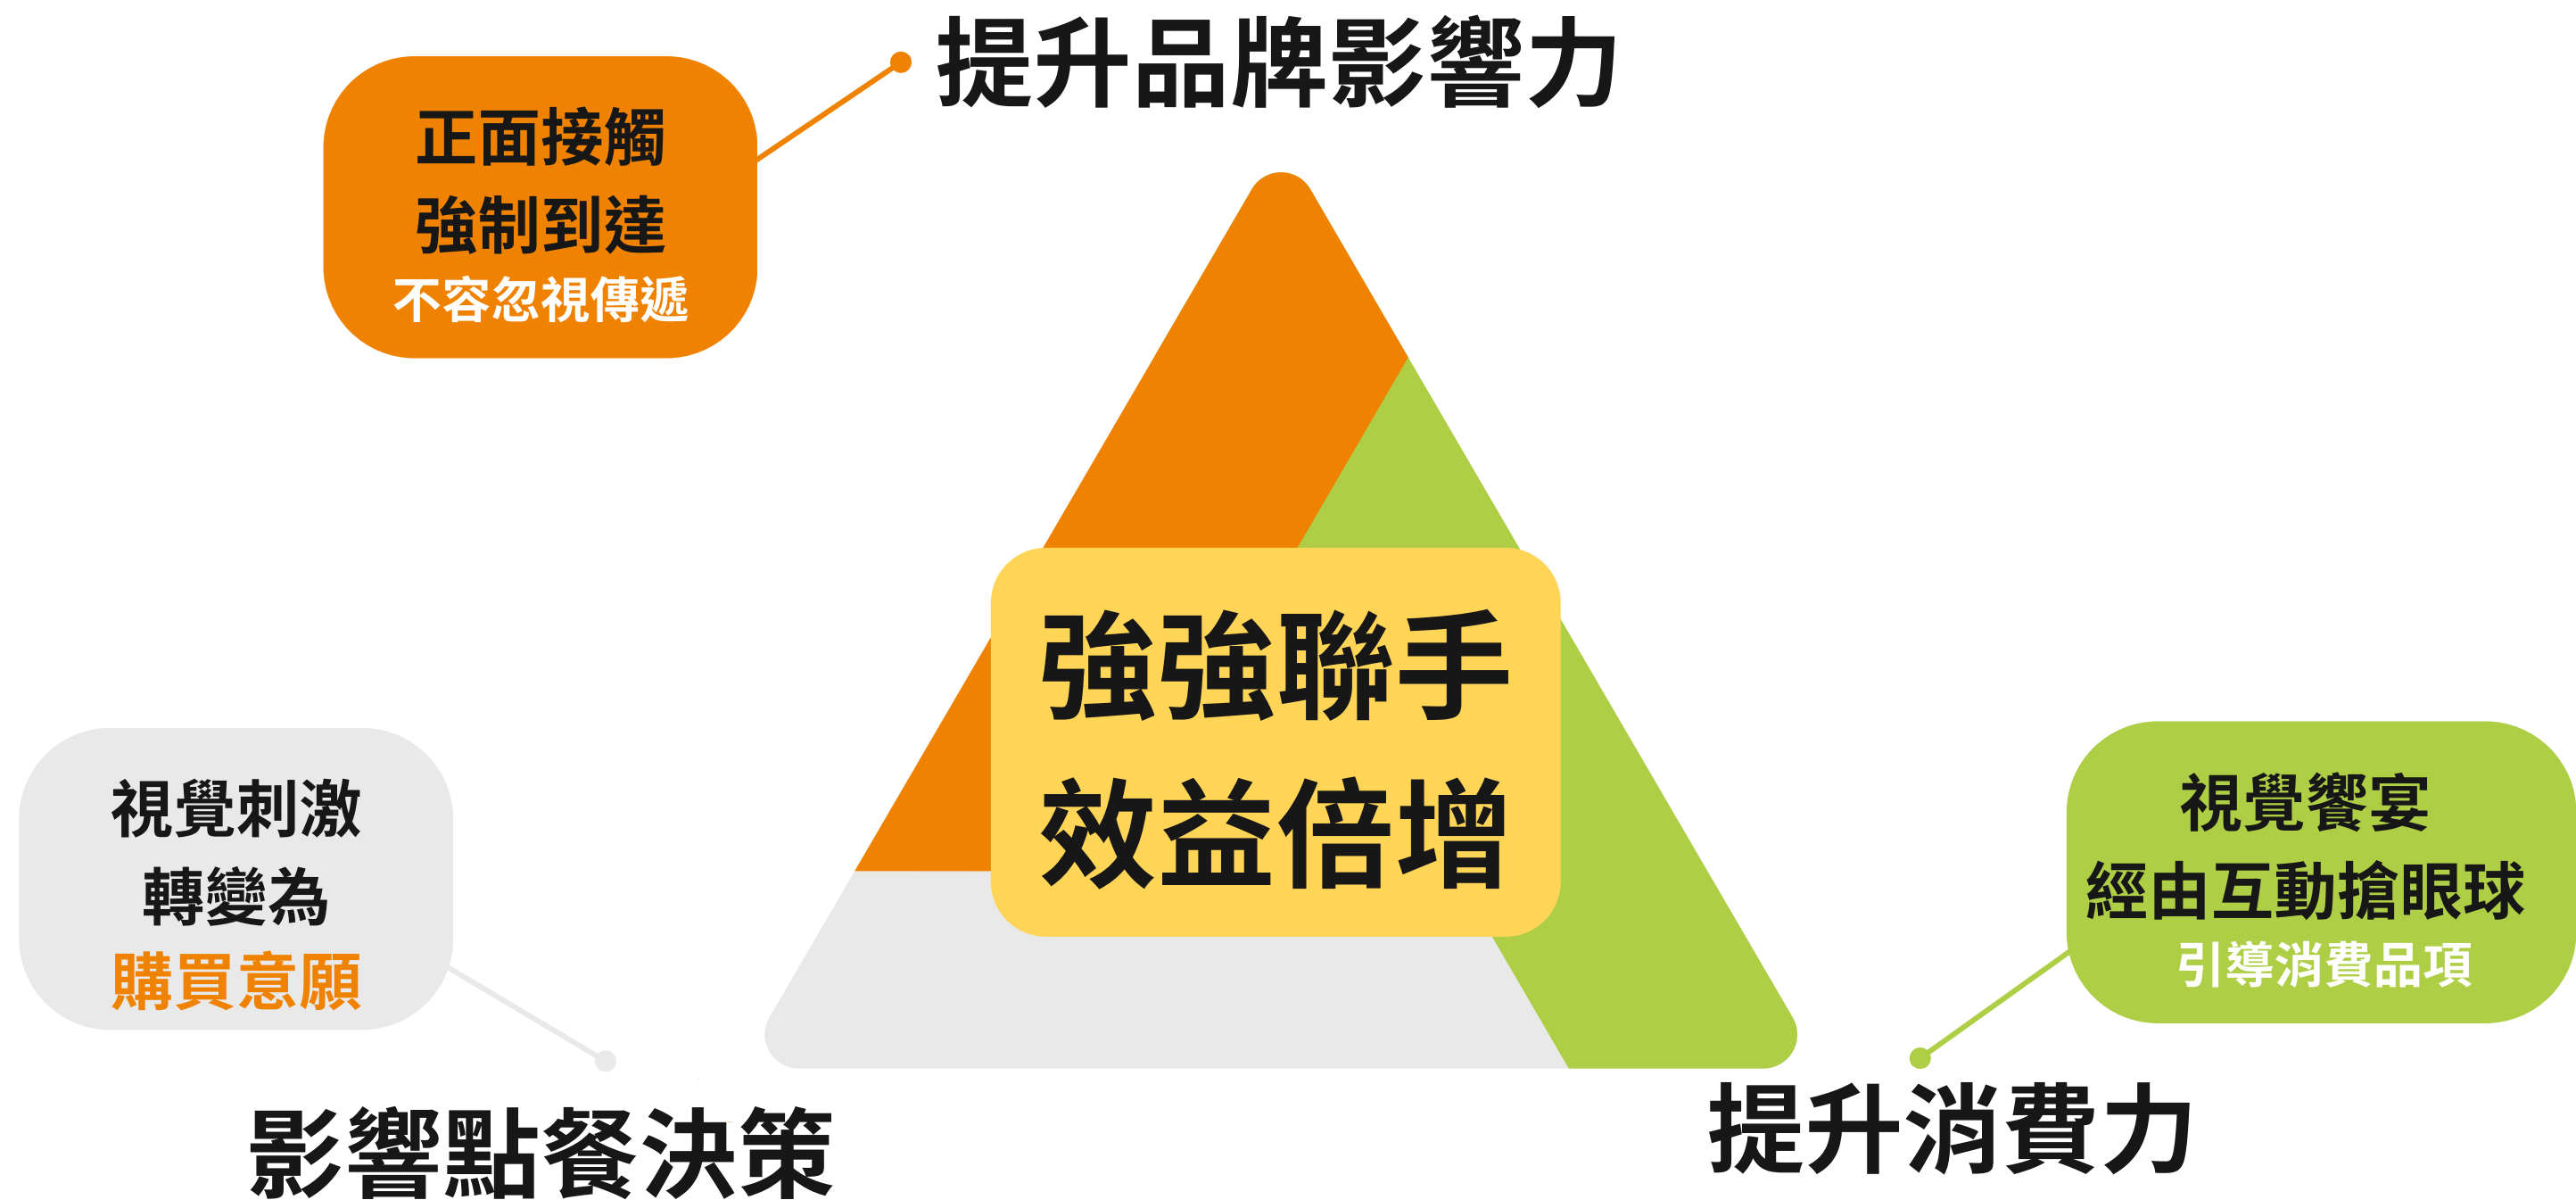 提升品牌影響力
正面接觸
強制到達
不容忽視傳遞
強強聯手
效益倍增
視覺刺激
轉變為
購買意願
影響點餐決策
視覺饗宴
經由互動搶眼球
引導消費品項
提升消費力